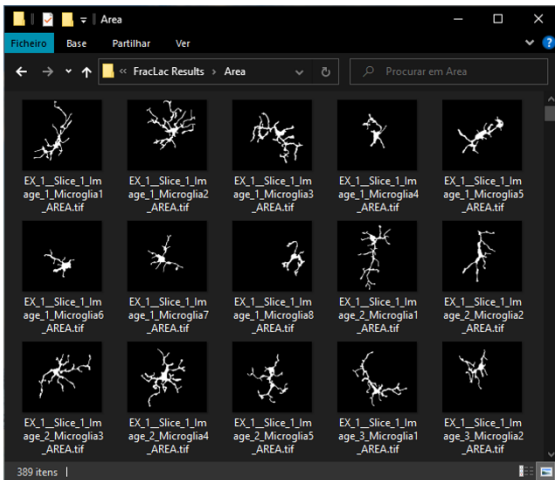 Area
Ficheiro Base Partilhar Ver
« FracLac Results › Area
Procurar em Area
EX_1__Slice_1_Im EX_1__Slice_1_Im EX_1__Slice_1_Im EX_1__Slice_1_Im EX_1__Slice_1_Im
age_1_Microglia1 age_1_Microglia2 age_1_Microglia3 age_1_Microglia4 age_1_Microglia5
_AREA.tif _AREA.tif _AREA.tif _AREA.tif _AREA.tif
EX_1__Slice_1_Im EX_1__Slice_1_Im EX_1__Slice_1_Im EX_1__Slice_1_Im EX_1__Slice_1_Im
age_1_Microglia6 age_1_Microglia7 age_1_Microglia8 age_2_Microglia1 age_2_Microglia2
_AREA.tif _AREA.tif _AREA.tif _AREA.tif _AREA.tif
EX_1__Slice_1_Im EX_1__Slice_1_Im EX_1__Slice_1_Im EX_1__Slice_1_Im EX_1__Slice_1_Im
age_2_Microglia3 age_2_Microglia4 age_2_Microglia5 age_3_Microglia1 age_3_Microglia2
_AREA.tif _AREA.tif _AREA.tif _AREA.tif _AREA.tif
389 itens